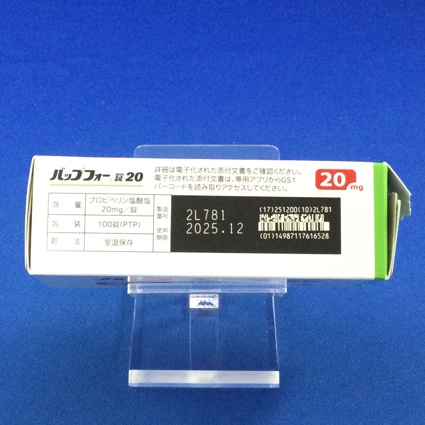 バップフォー錠20
詳細は電子化された添付文書をご確認ください。
電子化された添付文書は、専用アプリからGS1
バーコードを読み取りアクセスしてください。
20mg
含量 プロピベリン塩酸塩 20mg/錠
包装 100錠(PTP)
貯法 室温保存
製造番号 2L781
使用期限 2025.12
(17)251200(10)2L781
(01)14987117616528